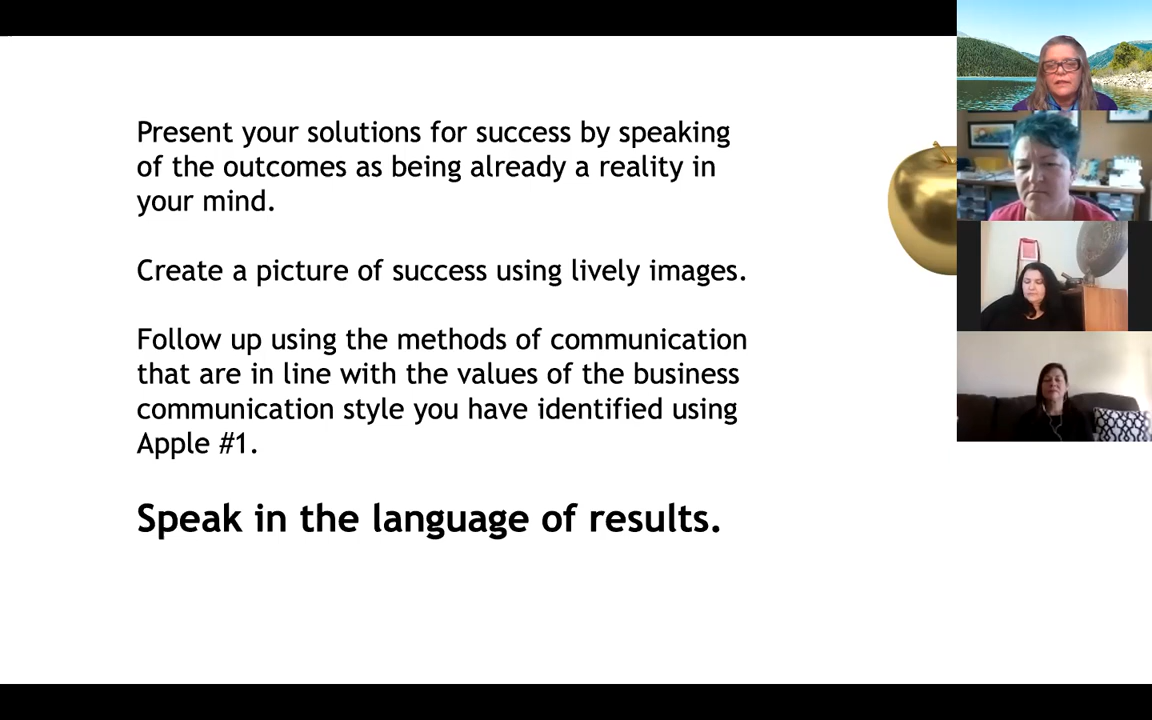 Present your solutions for success by speaking
of the outcomes as being already a reality in
your mind.
Create a picture of success using lively images.
Follow up using the methods of communication
that are in line with the values of the business
communication style you have identified using
Apple #1.
Speak in the language of results.